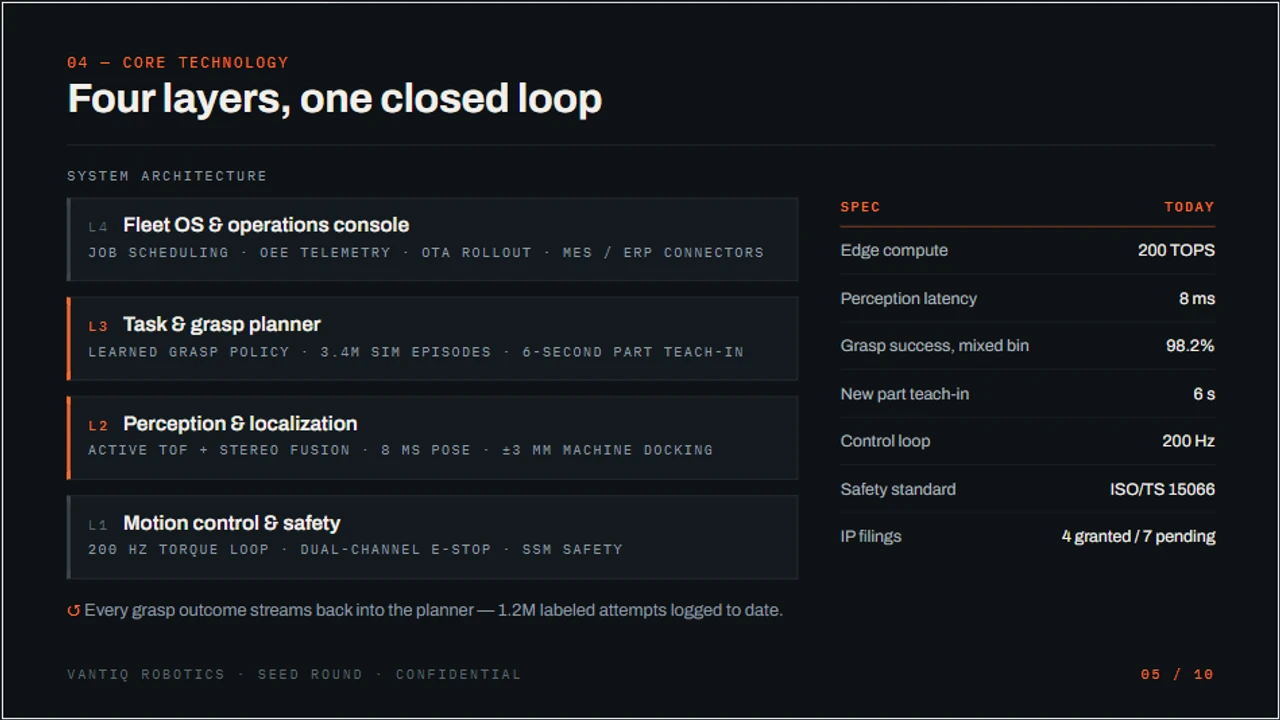 04 — CORE TECHNOLOGY
Four layers, one closed loop
SYSTEM ARCHITECTURE
L4 Fleet OS & operations console
JOB SCHEDULING · OEE TELEMETRY · OTA ROLLOUT · MES / ERP CONNECTORS
L3 Task & grasp planner
LEARNED GRASP POLICY · 3.4M SIM EPISODES · 6-SECOND PART TEACH-IN
L2 Perception & localization
ACTIVE TOF + STEREO FUSION · 8 MS POSE · ±3 MM MACHINE DOCKING
L1 Motion control & safety
200 HZ TORQUE LOOP · DUAL-CHANNEL E-STOP · SSM SAFETY
↺ Every grasp outcome streams back into the planner — 1.2M labeled attempts logged to date.
SPEC TODAY
Edge compute 200 TOPS
Perception latency 8 ms
Grasp success, mixed bin 98.2%
New part teach-in 6 s
Control loop 200 Hz
Safety standard ISO/TS 15066
IP filings 4 granted / 7 pending
VANTIQ ROBOTICS · SEED ROUND · CONFIDENTIAL
05 / 10